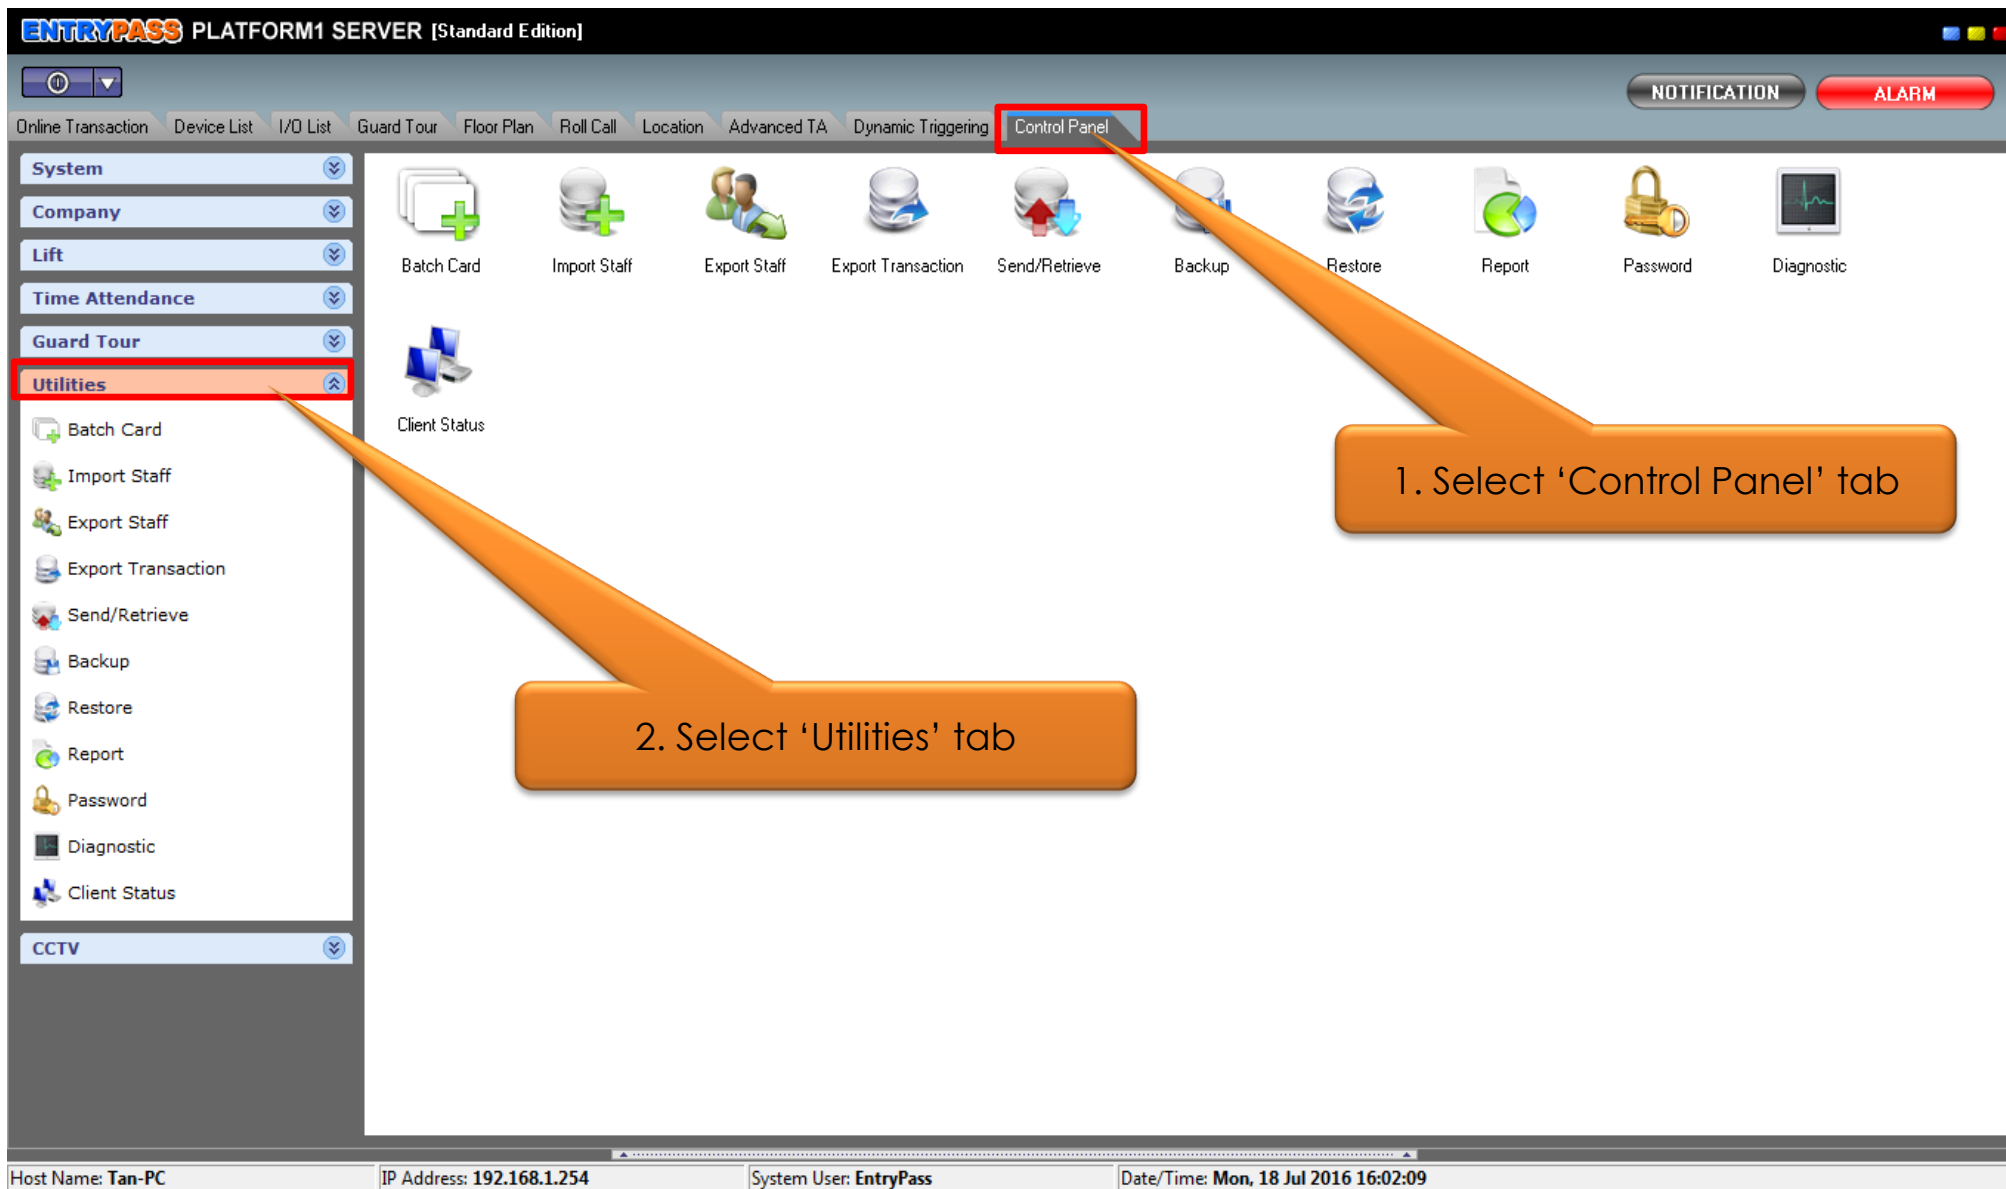 ENTRYPASS PLATFORM1 SERVER [Standard Edition]
NOTIFICATION ALARM
Online Transaction Device List I/O List Guard Tour Floor Plan Roll Call Location Advanced TA Dynamic Triggering Control Panel
System
Company
Lift
Time Attendance
Guard Tour
Utilities
Batch Card
Import Staff
Export Staff
Export Transaction
Send/Retrieve
Backup
Restore
Report
Password
Diagnostic
Client Status
CCTV
Batch Card Import Staff Export Staff Export Transaction Send/Retrieve Backup Restore Report Password Diagnostic
Client Status
1. Select ‘Control Panel’ tab
2. Select ‘Utilities’ tab
Host Name: Tan-PC IP Address: 192.168.1.254 System User: EntryPass Date/Time: Mon, 18 Jul 2016 16:02:09